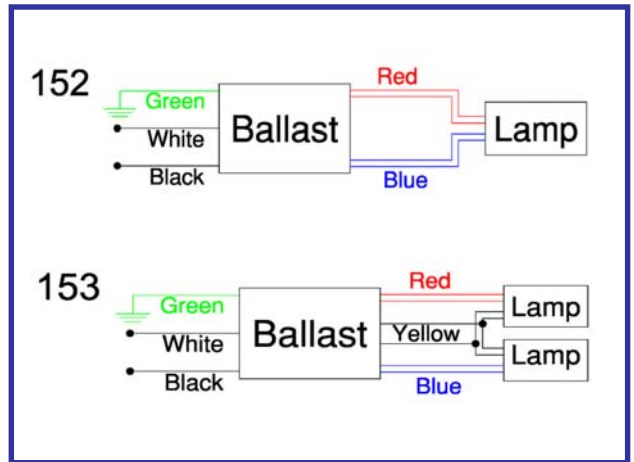 152
Green
White
Black
Ballast
Red
Blue
Lamp
153
Green
White
Black
Ballast
Red
Yellow
Blue
Lamp
Lamp